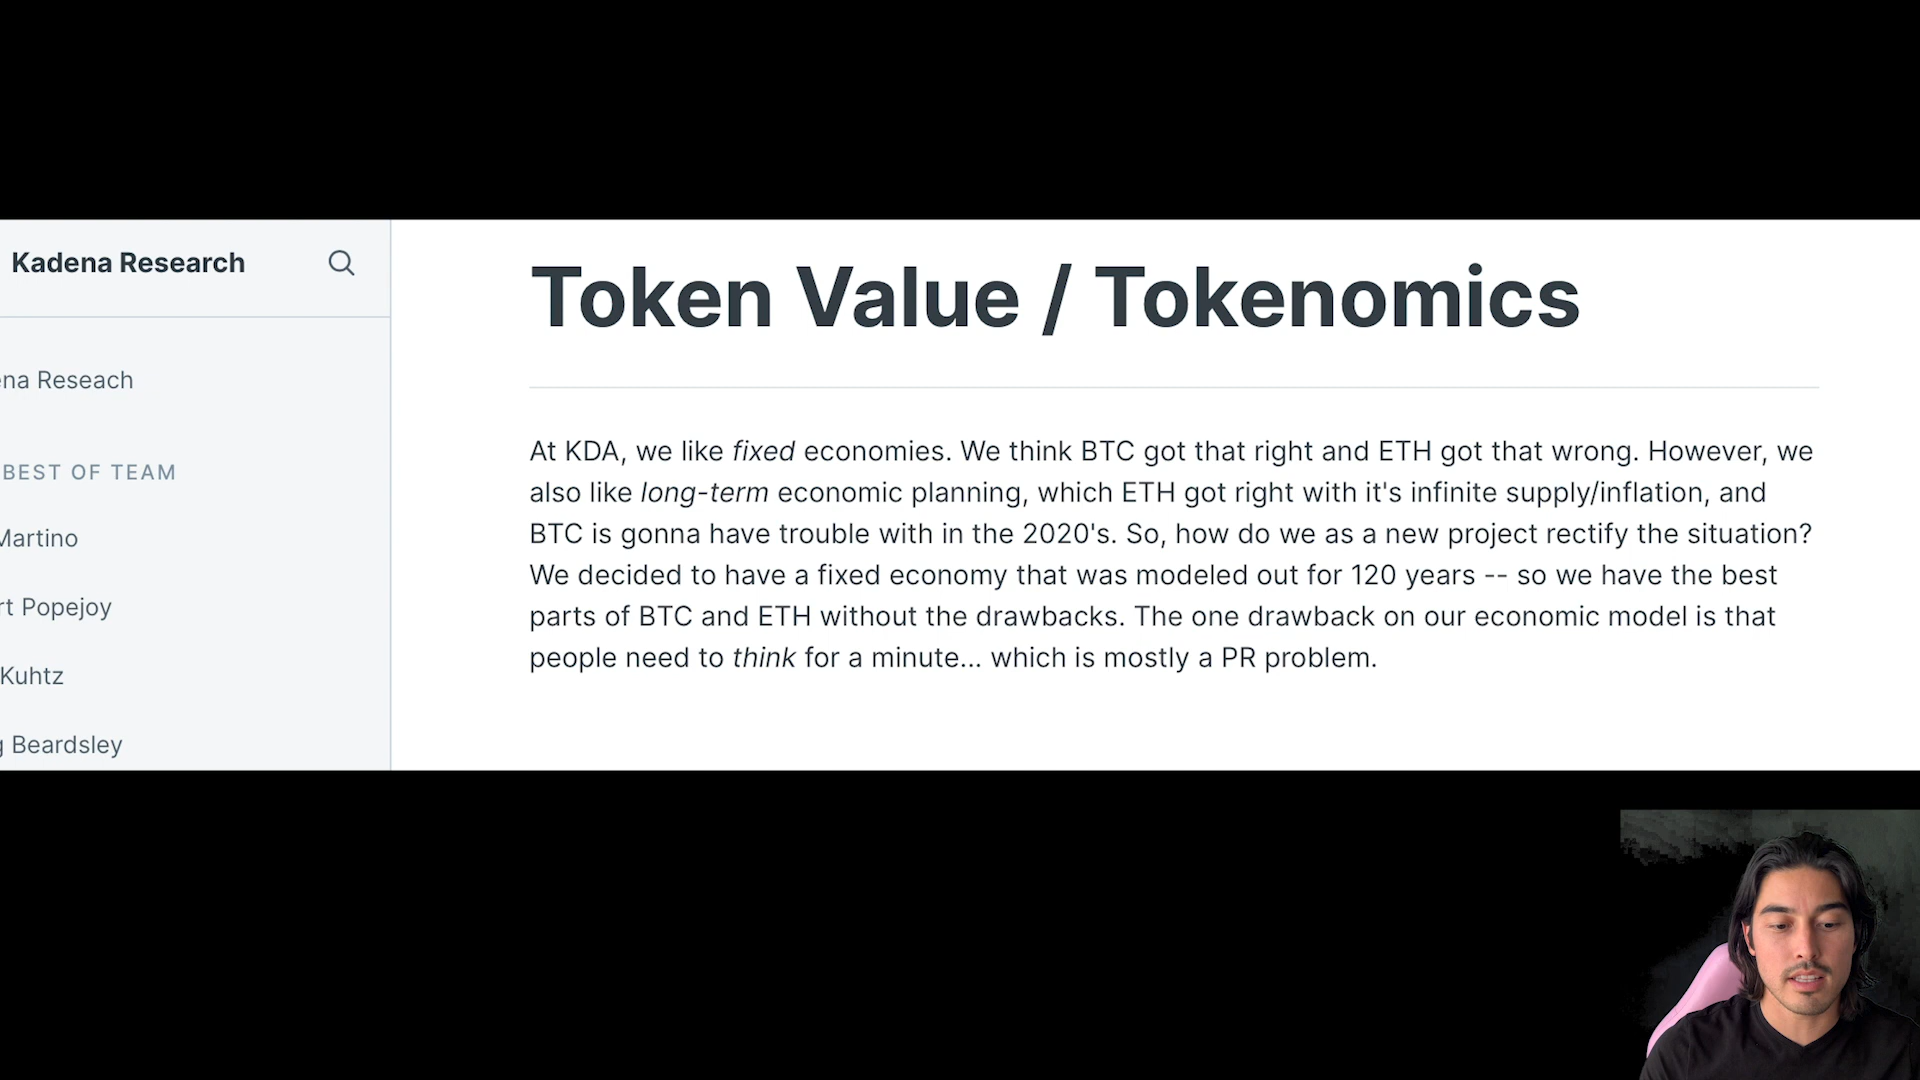 Kadena Research
Token Value / Tokenomics
ena Reseach
BEST OF TEAM
Martino
rt Popejoy
Kuhtz
g Beardsley
At KDA, we like fixed economies. We think BTC got that right and ETH got that wrong. However, we
also like long-term economic planning, which ETH got right with it's infinite supply/inflation, and
BTC is gonna have trouble with in the 2020's. So, how do we as a new project rectify the situation?
We decided to have a fixed economy that was modeled out for 120 years -- so we have the best
parts of BTC and ETH without the drawbacks. The one drawback on our economic model is that
people need to think for a minute... which is mostly a PR problem.